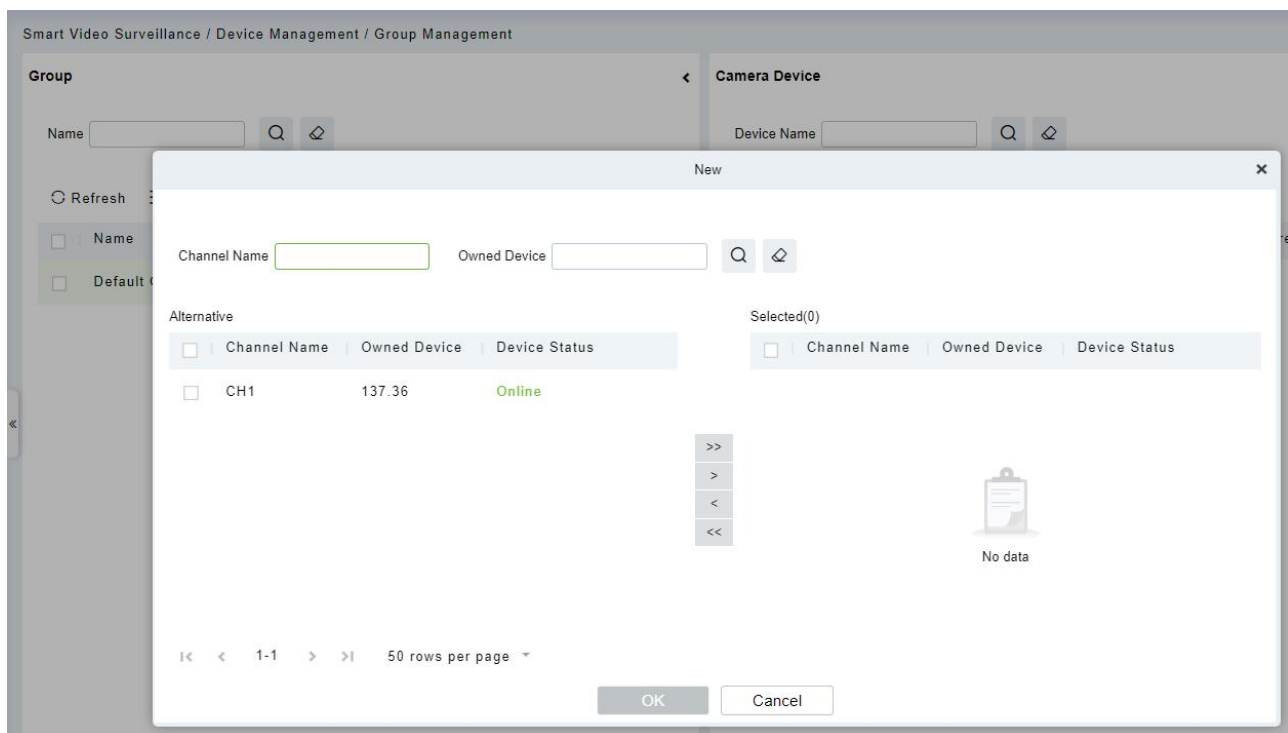 Smart Video Surveillance / Device Management / Group Management
Group
Camera Device
Name
Device Name
New
Refresh
Name
Default
Channel Name
Owned Device
Alternative
Selected(0)
Channel Name Owned Device Device Status
Channel Name Owned Device Device Status
CH1 137.36 Online
>>
>
<
<<
No data
1-1
50 rows per page
OK
Cancel